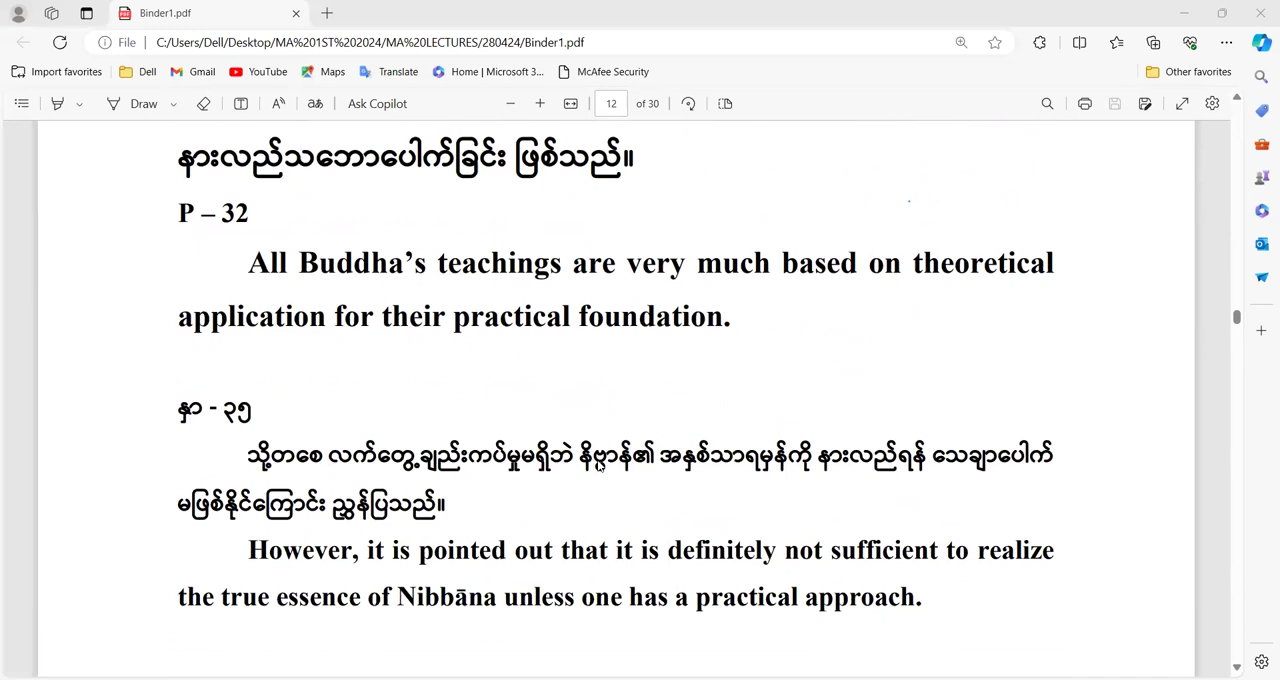 Binder1.pdf
File C:/Users/Dell/Desktop/MA%201ST%202024/MA%20LECTURES/280424/Binder1.pdf
Import favorites Dell Gmail YouTube Maps Translate Home | Microsoft 3... McAfee Security Other favorites
Draw Ask Copilot 12 of 30
နားလည်သဘောပေါက်ခြင်း ဖြစ်သည်။
P – 32
All Buddha’s teachings are very much based on theoretical
application for their practical foundation.
နှာ - ၃၅
သို့တစေ လက်တွေ့ချည်းကပ်မှုမရှိဘဲ နိဗ္ဗာန်၏ အနှစ်သာရမှန်ကို နားလည်ရန် သေချာပေါက်
မဖြစ်နိုင်ကြောင်း ညွှန်ပြသည်။
However, it is pointed out that it is definitely not sufficient to realize
the true essence of Nibbāna unless one has a practical approach.